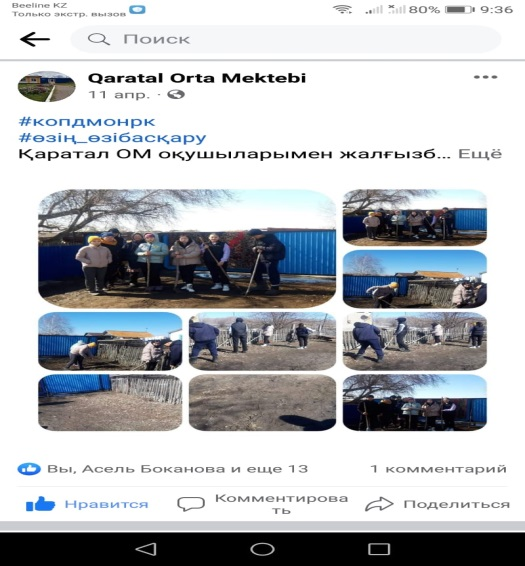 Beeline KZ
Только экстр. вызов
80% 9:36
Поиск
Qaratal Orta Mektebi
11 апр. ·
#копдмонрк
#өзің_өзібасқару
Қаратал ОМ оқушыларымен жалғызб... Ещё
Вы, Асель Боканова и еще 13
1 комментарий
Нравится
Комментирова
ть
Поделиться